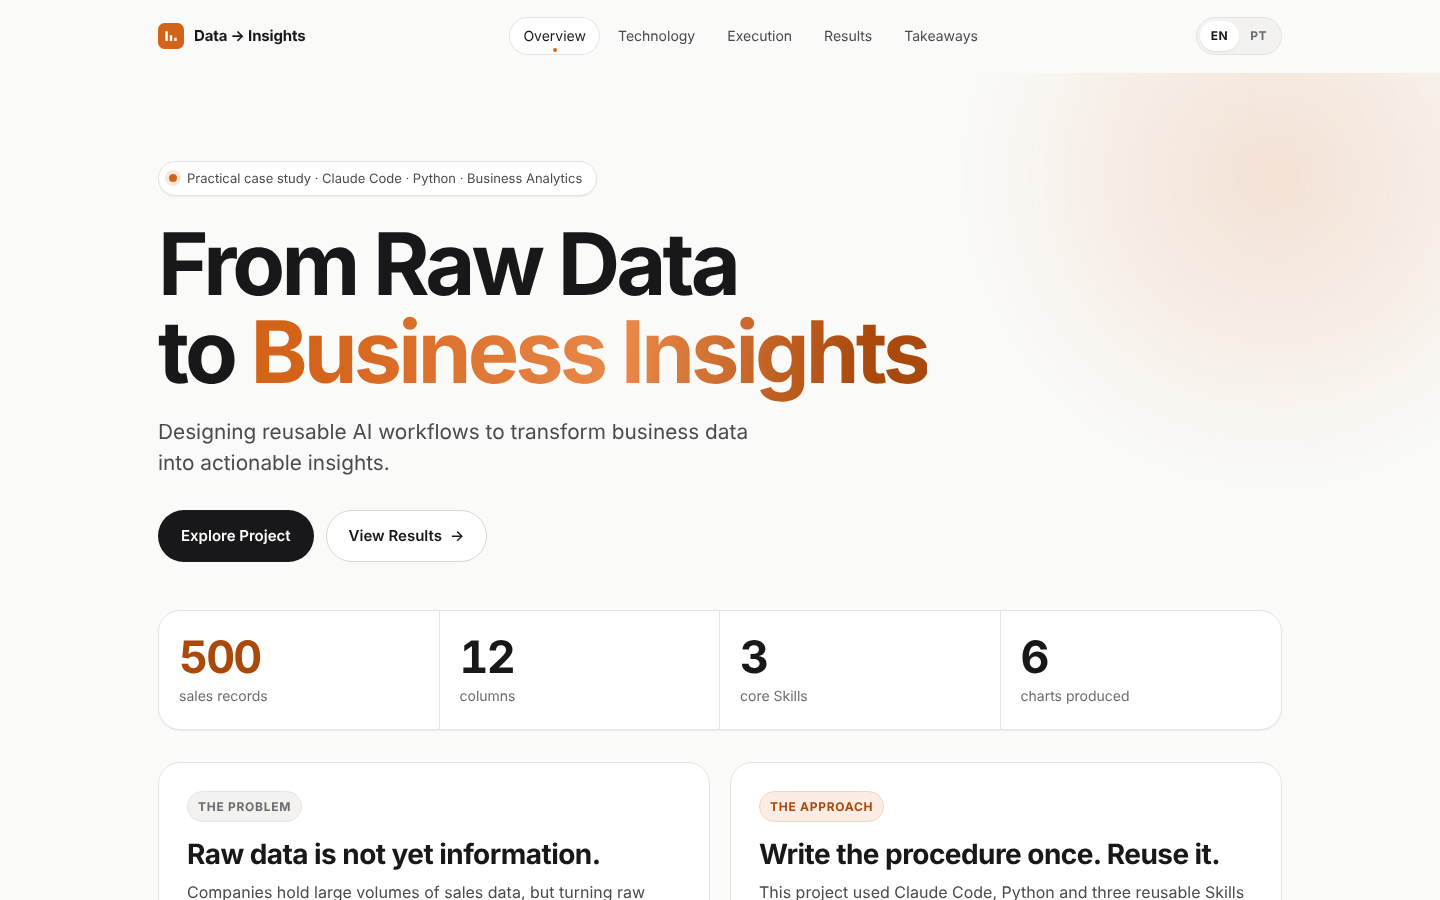 Data → Insights
Overview
Technology
Execution
Results
Takeaways
EN
PT
Practical case study · Claude Code · Python · Business Analytics
From Raw Data
to Business Insights
Designing reusable AI workflows to transform business data
into actionable insights.
Explore Project
View Results →
500
sales records
12
columns
3
core Skills
6
charts produced
THE PROBLEM
Raw data is not yet information.
Companies hold large volumes of sales data, but turning raw
THE APPROACH
Write the procedure once. Reuse it.
This project used Claude Code, Python and three reusable Skills